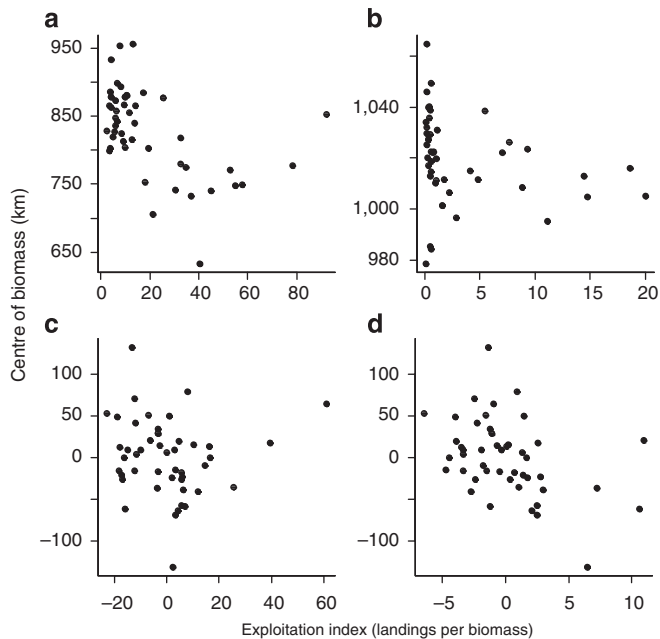 a
b
950
850
750
650
0 20 40 60 80
1,040
1,000
980
0 5 10 15 20
Centre of biomass (km)
c
d
100
50
0
–100
–20 0 20 40 60
100
50
0
–100
–5 0 5 10
Exploitation index (landings per biomass)